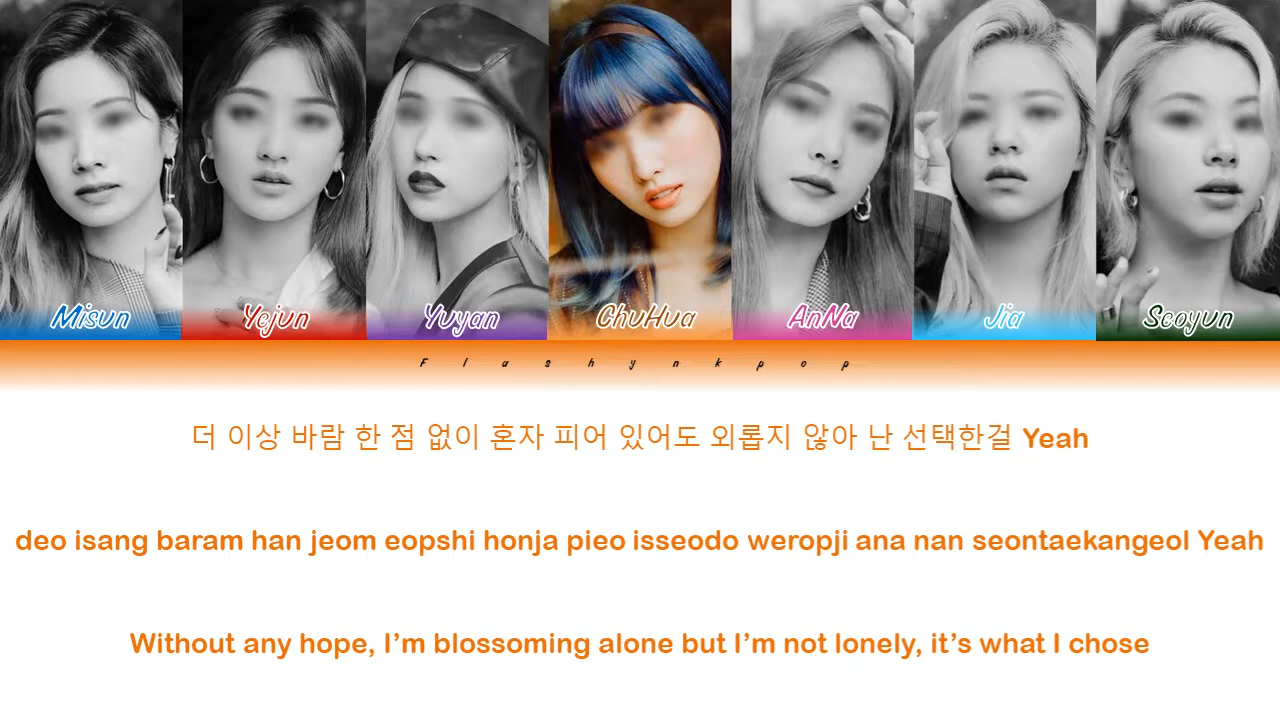 Misun Yejun Yuyan ChuHua AnNa Jia Seoyun
Flashynkpop
더 이상 바람 한 점 없이 혼자 피어 있어도 외롭지 않아 난 선택한걸 Yeah
deo isang baram han jeom eopshi honja pieo isseodo weropji ana nan seontaekangeol Yeah
Without any hope, I’m blossoming alone but I’m not lonely, it’s what I chose